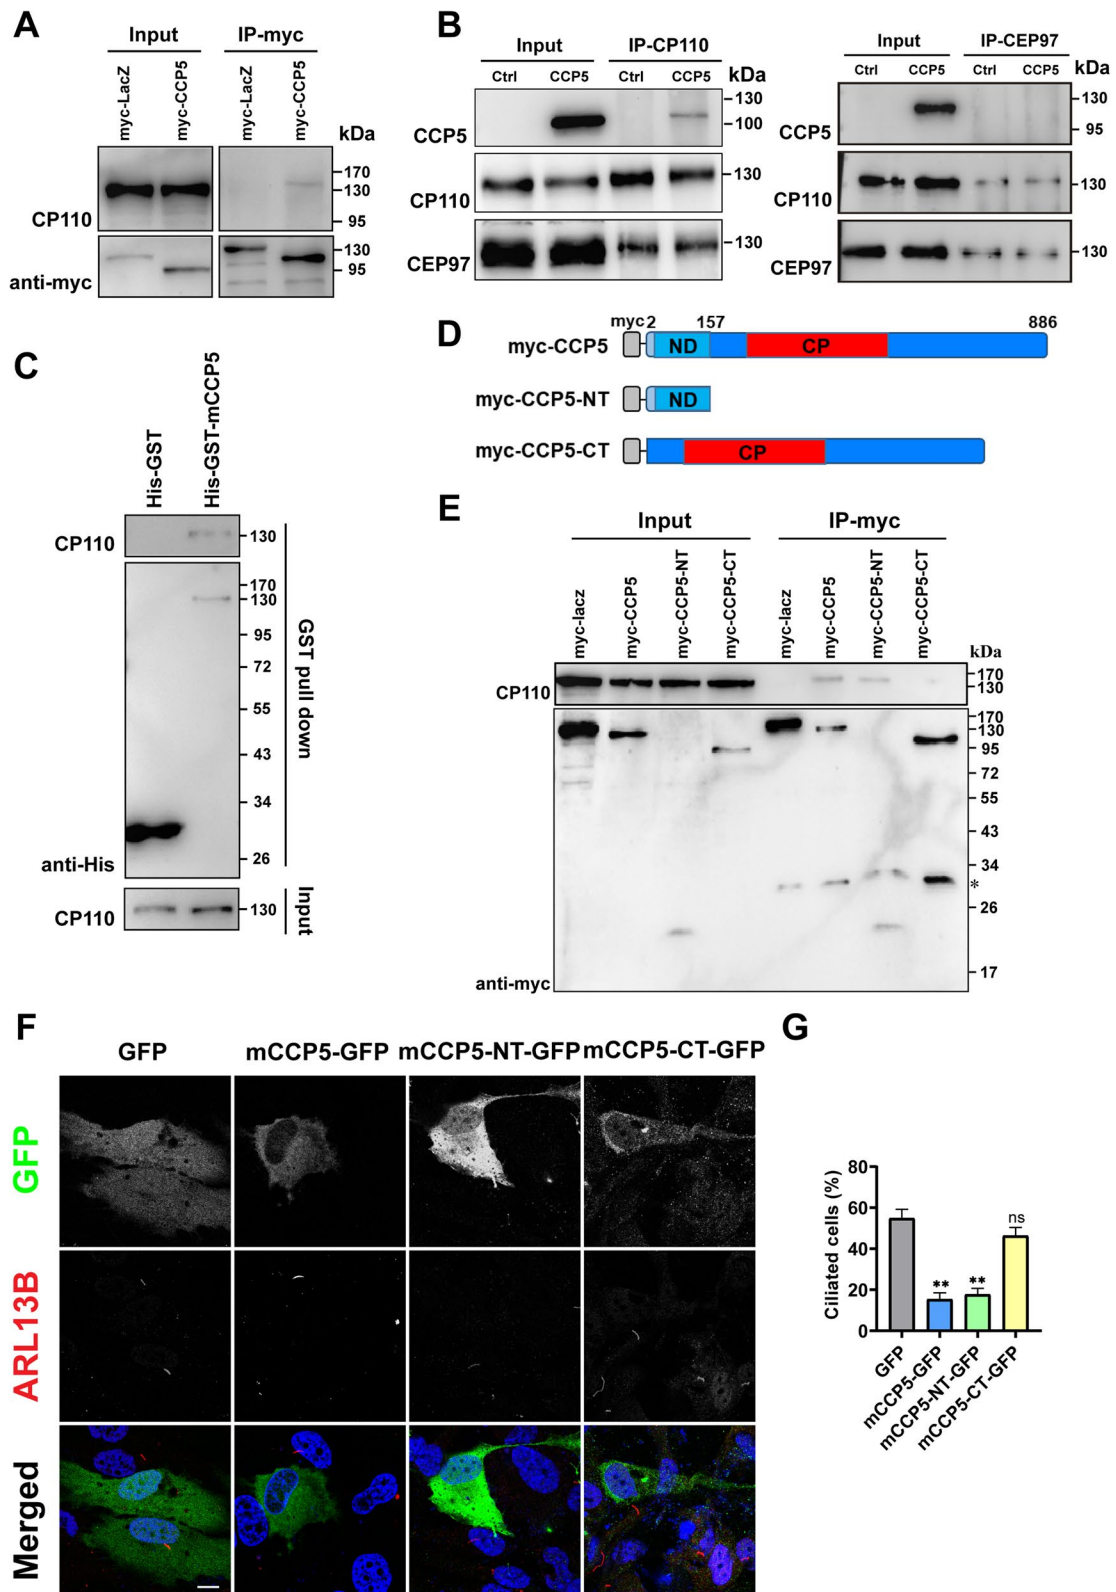 A
Input IP-myc
myc-LacZ myc-CCP5 myc-LacZ myc-CCP5 kDa
CP110
170
130
95
anti-myc
130
95
B
Input IP-CP110
Ctrl CCP5 Ctrl CCP5 kDa
CCP5
130
100
CP110
130
CEP97
130
Input IP-CEP97
Ctrl CCP5 Ctrl CCP5 kDa
CCP5
130
95
CP110
130
CEP97
130
C
His-GST His-GST-mCCP5
CP110
130
170
130
95
72
55
43
34
26
anti-His
GST pull down
CP110
130
Input
D
myc 2 157 886
myc-CCP5 ND CP
myc-CCP5-NT ND
myc-CCP5-CT CP
E
Input IP-myc
myc-lacz myc-CCP5 myc-CCP5-NT myc-CCP5-CT myc-lacz myc-CCP5 myc-CCP5-NT myc-CCP5-CT kDa
CP110
170
130
170
130
95
72
55
43
34
*
26
17
anti-myc
F
GFP mCCP5-GFP mCCP5-NT-GFP mCCP5-CT-GFP
GFP
ARL13B
Merged
G
Ciliated cells (%)
80
60
40
20
0
** ** ns
GFP
mCCP5-GFP
mCCP5-NT-GFP
mCCP5-CT-GFP